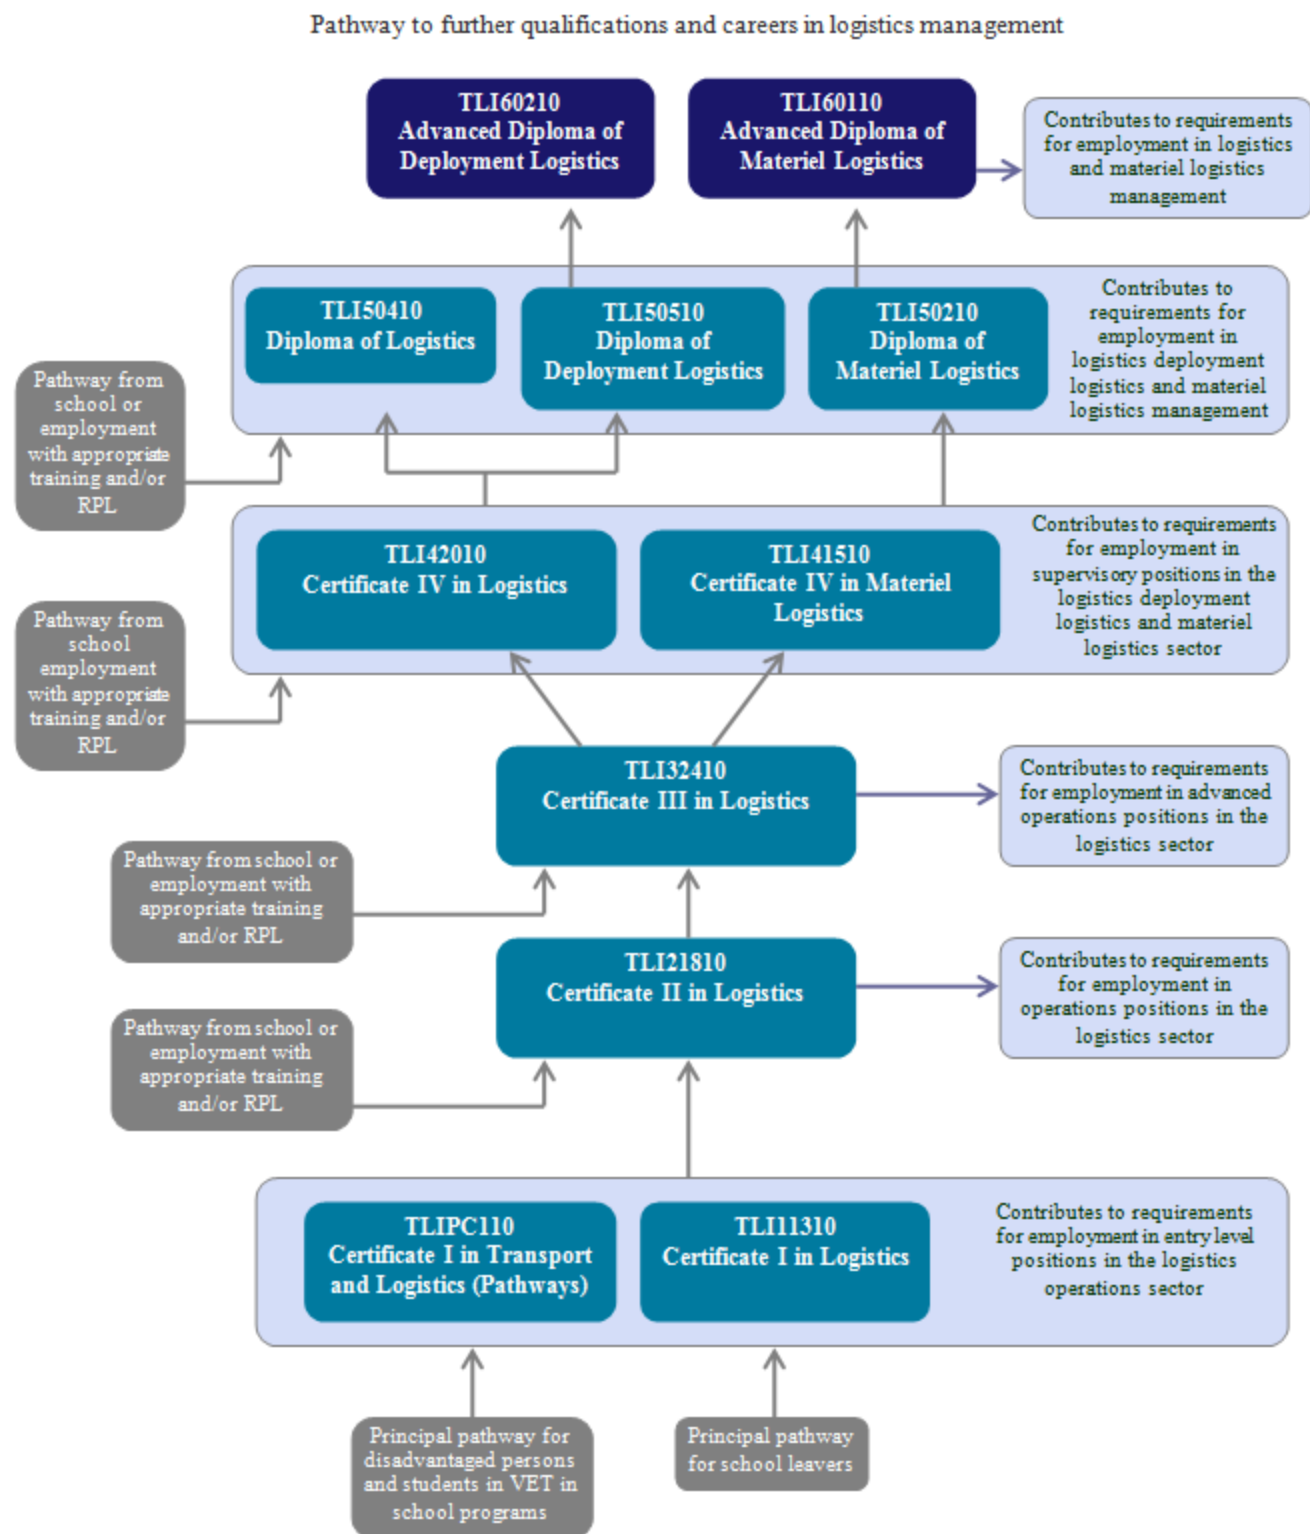 Pathway to further qualifications and careers in logistics management
TLI60210
Advanced Diploma of
Deployment Logistics
TLI60110
Advanced Diploma of
Materiel Logistics
Contributes to requirements
for employment in logistics
and materiel logistics
management
TLI50410
Diploma of Logistics
TLI50510
Diploma of
Deployment Logistics
TLI50210
Diploma of
Materiel Logistics
Contributes to
requirements for
employment in
logistics deployment
logistics and materiel
logistics management
Pathway from
school or
employment
with appropriate
training and/or
RPL
TLI42010
Certificate IV in Logistics
TLI41510
Certificate IV in Materiel
Logistics
Contributes to requirements
for employment in
supervisory positions in the
logistics deployment
logistics and materiel
logistics sector
Pathway from
school
employment
with appropriate
training and/or
RPL
TLI32410
Certificate III in Logistics
Contributes to requirements
for employment in advanced
operations positions in the
logistics sector
Pathway from school or
employment with
appropriate training
and/or RPL
TLI21810
Certificate II in Logistics
Contributes to requirements
for employment in
operations positions in the
logistics sector
Pathway from school or
employment with
appropriate training
and/or RPL
TLIPC110
Certificate I in Transport
and Logistics (Pathways)
TLI11310
Certificate I in Logistics
Contributes to requirements
for employment in entry level
positions in the logistics
operations sector
Principal pathway for
disadvantaged persons
and students in VET in
school programs
Principal pathway
for school leavers